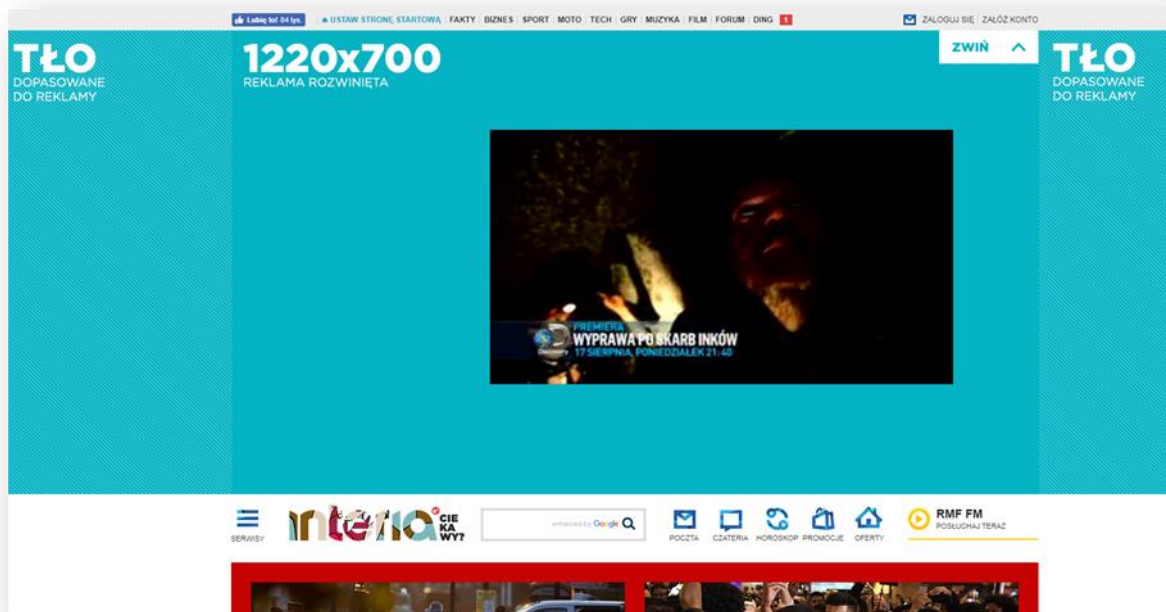 Lubię to! 84 tys. USTAW STRONĘ STARTOWĄ FAKTY BIZNES SPORT MOTO TECH GRY MUZYKA FILM FORUM DING 1 ZALOGUJ SIĘ ZAŁÓŻ KONTO
TŁO
DOPASOWANE
DO REKLAMY
1220x700
REKLAMA ROZWINIĘTA
ZWIŃ
TŁO
DOPASOWANE
DO REKLAMY
PREMIERA
WYPRAWA PO SKARB INKÓW
17 SIERPNIA, PONIEDZIAŁEK 21:40
Discovery
SERWISY
interia
CIE
KA
WY?
enhanced by Google
POCZTA CZATERIA HOROSKOP PROMOCJE OFERTY
RMF FM
POSŁUCHAJ TERAZ